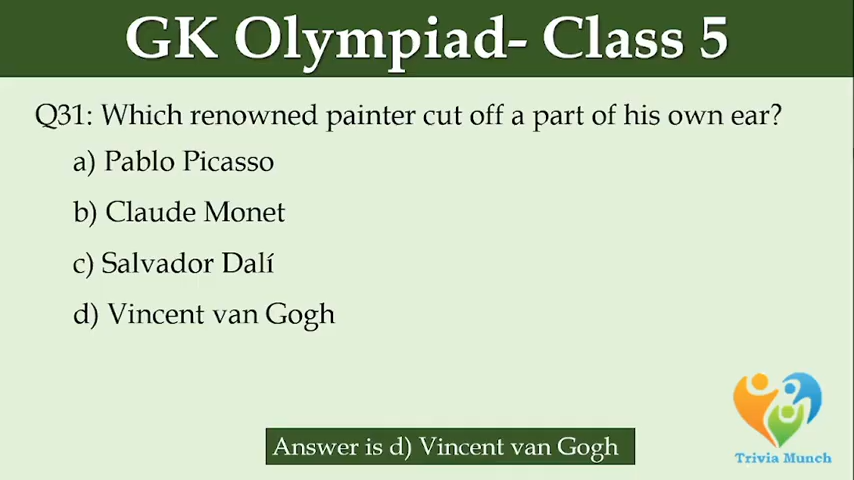 GK Olympiad- Class 5
Q31: Which renowned painter cut off a part of his own ear?
a) Pablo Picasso
b) Claude Monet
c) Salvador Dalí
d) Vincent van Gogh
Answer is d) Vincent van Gogh
Trivia Munch